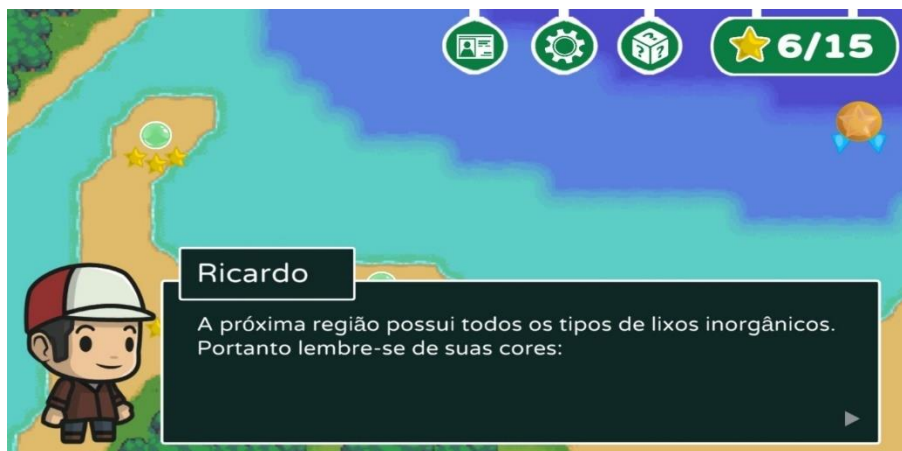 6/15
Ricardo
A próxima região possui todos os tipos de lixos inorgânicos.
Portanto lembre-se de suas cores: